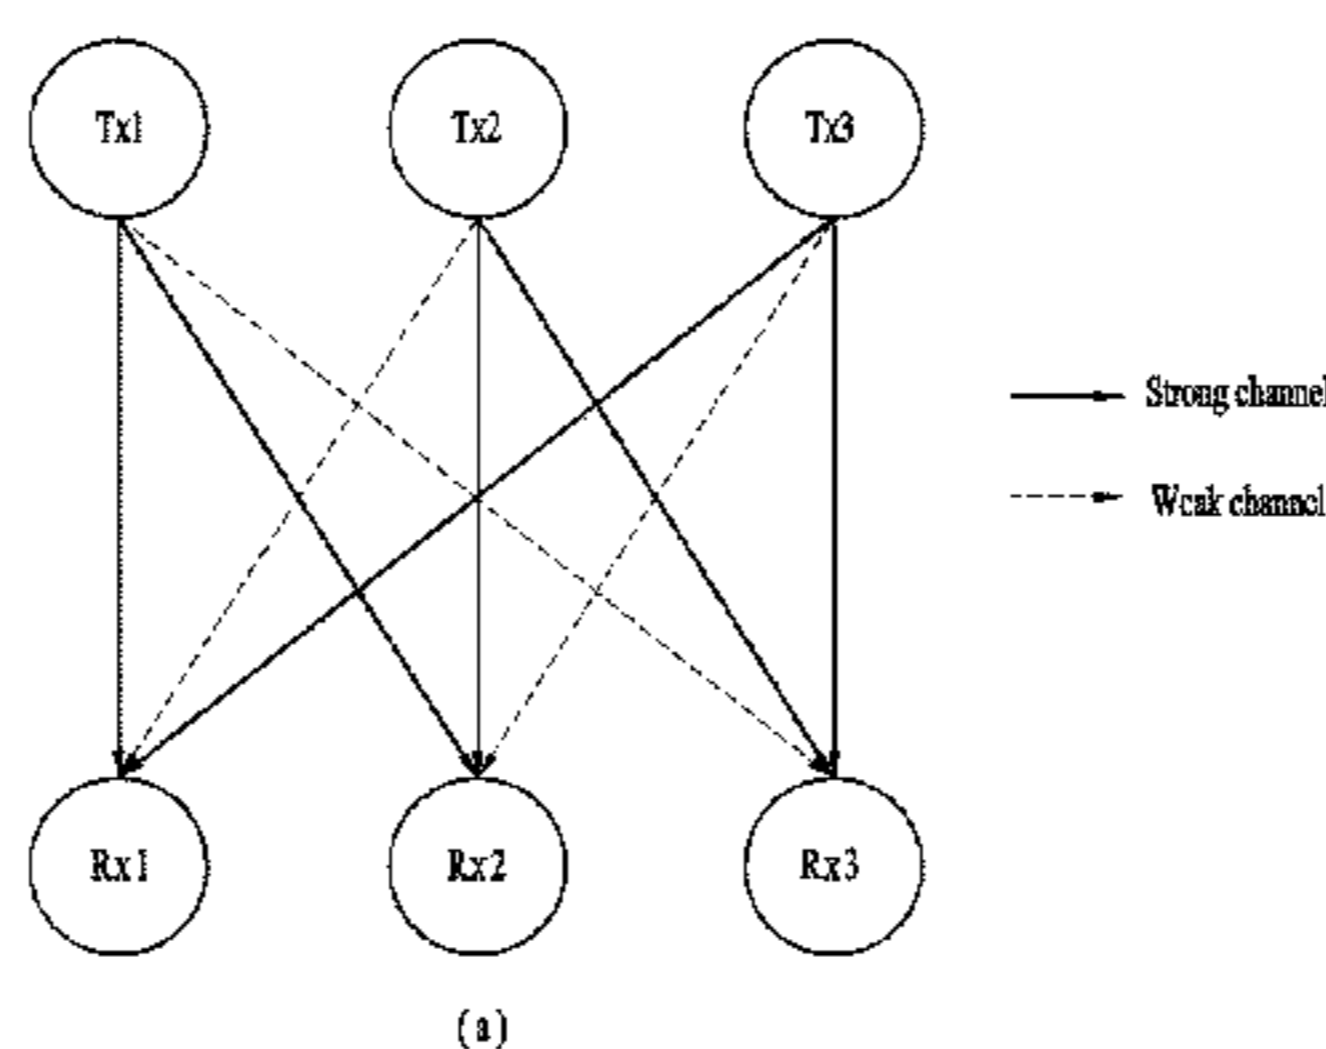 Tx1
Tx2
Tx3
Strong channel
Weak channel
Rx1
Rx2
Rx3
(a)